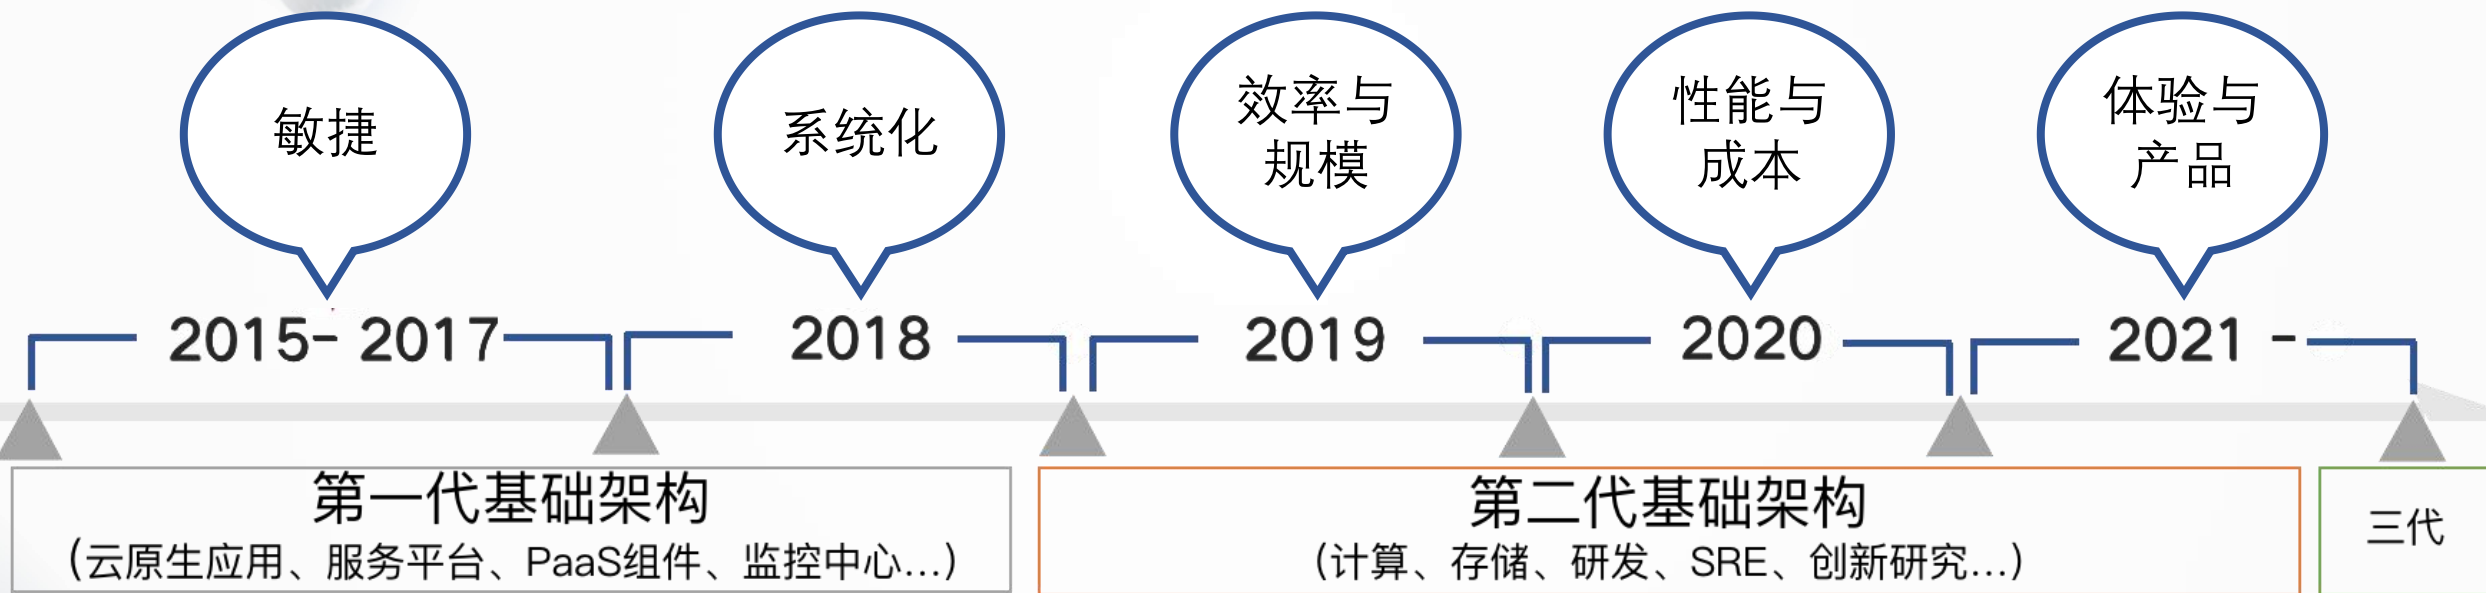 敏捷
系统化
效率与
规模
性能与
成本
体验与
产品
2015- 2017
2018
2019
2020
2021 -
第一代基础架构
(云原生应用、服务平台、PaaS组件、监控中心...)
第二代基础架构
(计算、存储、研发、SRE、创新研究...)
三代